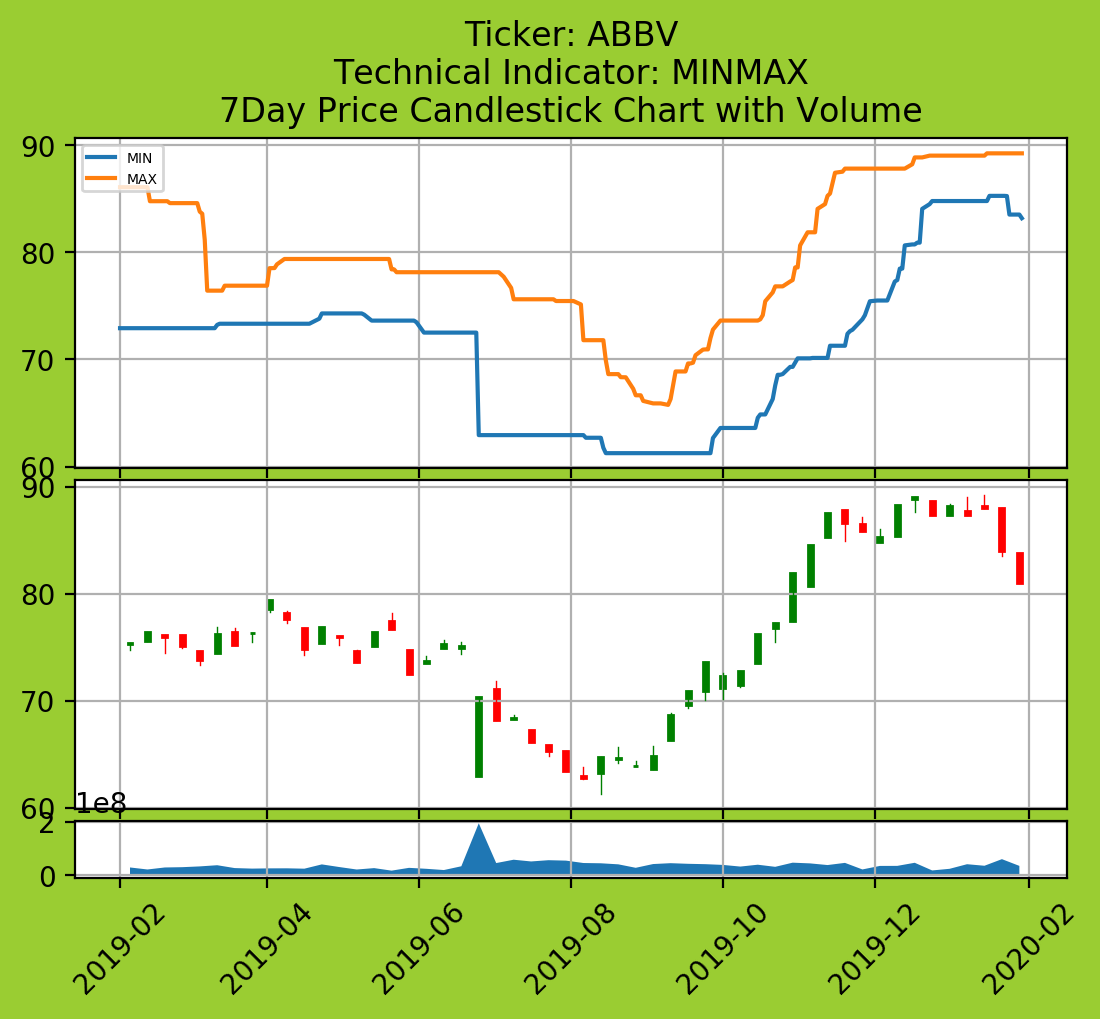 Ticker: ABBV
Technical Indicator: MINMAX
7Day Price Candlestick Chart with Volume
MIN
MAX
90
80
70
60
90
80
70
60
1e8
2
0
2019-02
2019-04
2019-06
2019-08
2019-10
2019-12
2020-02